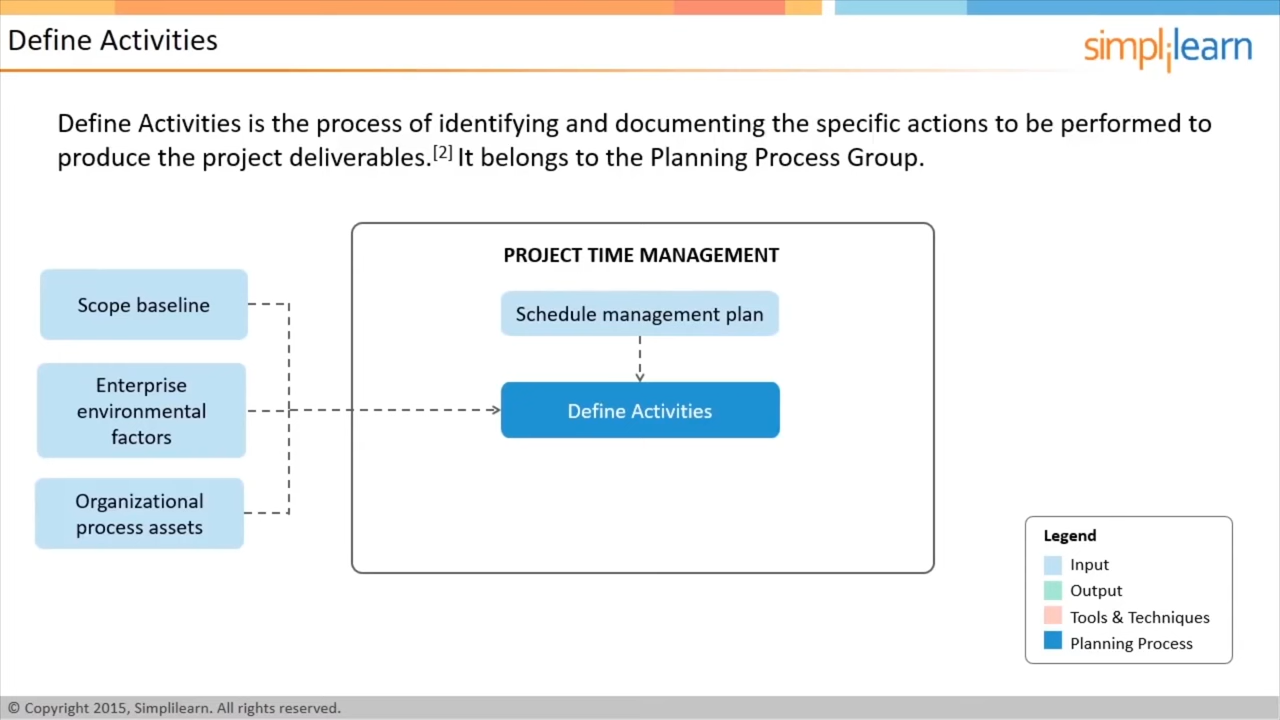 Define Activities
simplilearn
Define Activities is the process of identifying and documenting the specific actions to be performed to
produce the project deliverables.[2] It belongs to the Planning Process Group.
PROJECT TIME MANAGEMENT
Scope baseline
Schedule management plan
Enterprise
environmental
factors
Define Activities
Organizational
process assets
Legend
Input
Output
Tools & Techniques
Planning Process
© Copyright 2015, Simplilearn. All rights reserved.